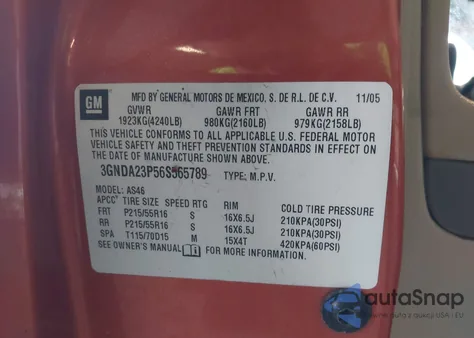 GM
MFD BY GENERAL MOTORS DE MEXICO, S. DE R.L. DE C.V. 11/05
GVWR GAWR FRT GAWR RR
1923KG(4240LB) 980KG(2160LB) 979KG(2158LB)
THIS VEHICLE CONFORMS TO ALL APPLICABLE U.S. FEDERAL MOTOR
VEHICLE SAFETY AND THEFT PREVENTION STANDARDS IN EFFECT ON THE
DATE OF MANUFACTURE SHOWN ABOVE.
3GNDA23P56S565789 TYPE: M.P.V.
APCC* TIRE SIZE SPEED RTG RIM COLD TIRE PRESSURE
MODEL: AS46
FRT P215/55R16 S 16X6.5J 210KPA(30PSI)
RR P215/55R16 S 16X6.5J 210KPA(30PSI)
SPA T115/70D15 M 15X4T 420KPA(60PSI)
SEE OWNER'S MANUAL FOR MORE INFORMATION
autaSnap